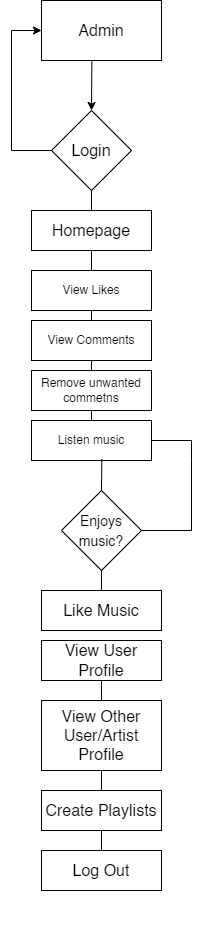 Admin
Login
Homepage
View Likes
View Comments
Remove unwanted
commetns
Listen music
Enjoys
music?
Like Music
View User
Profile
View Other
User/Artist
Profile
Create Playlists
Log Out